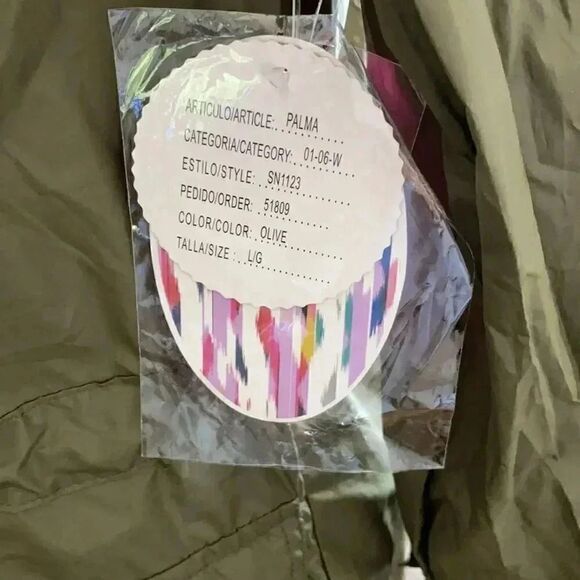 ARTICULO/ARTICLE: PALMA
CATEGORIA/CATEGORY: 01-06-W
ESTILO/STYLE: SN1123
PEDIDO/ORDER: 51809
COLOR/COLOR: OLIVE
TALLA/SIZE: L/G